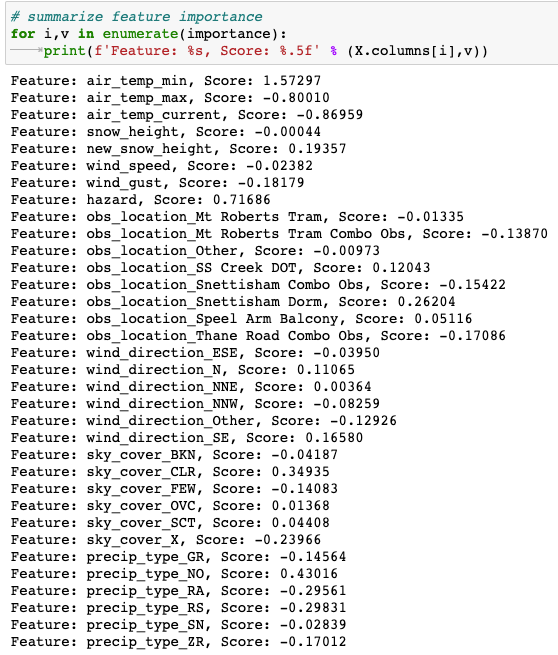 # summarize feature importance
for i,v in enumerate(importance):
print(f'Feature: %s, Score: %.5f' % (X.columns[i],v))
Feature: air_temp_min, Score: 1.57297
Feature: air_temp_max, Score: -0.80010
Feature: air_temp_current, Score: -0.86959
Feature: snow_height, Score: -0.00044
Feature: new_snow_height, Score: 0.19357
Feature: wind_speed, Score: -0.02382
Feature: wind_gust, Score: -0.18179
Feature: hazard, Score: 0.71686
Feature: obs_location_Mt Roberts Tram, Score: -0.01335
Feature: obs_location_Mt Roberts Tram Combo Obs, Score: -0.13870
Feature: obs_location_Other, Score: -0.00973
Feature: obs_location_SS Creek DOT, Score: 0.12043
Feature: obs_location_Snettisham Combo Obs, Score: -0.15422
Feature: obs_location_Snettisham Dorm, Score: 0.26204
Feature: obs_location_Speel Arm Balcony, Score: 0.05116
Feature: obs_location_Thane Road Combo Obs, Score: -0.17086
Feature: wind_direction_ESE, Score: -0.03950
Feature: wind_direction_N, Score: 0.11065
Feature: wind_direction_NNE, Score: 0.00364
Feature: wind_direction_NNW, Score: -0.08259
Feature: wind_direction_Other, Score: -0.12926
Feature: wind_direction_SE, Score: 0.16580
Feature: sky_cover_BKN, Score: -0.04187
Feature: sky_cover_CLR, Score: 0.34935
Feature: sky_cover_FEW, Score: -0.14083
Feature: sky_cover_OVC, Score: 0.01368
Feature: sky_cover_SCT, Score: 0.04408
Feature: sky_cover_X, Score: -0.23966
Feature: precip_type_GR, Score: -0.14564
Feature: precip_type_NO, Score: 0.43016
Feature: precip_type_RA, Score: -0.29561
Feature: precip_type_RS, Score: -0.29831
Feature: precip_type_SN, Score: -0.02839
Feature: precip_type_ZR, Score: -0.17012